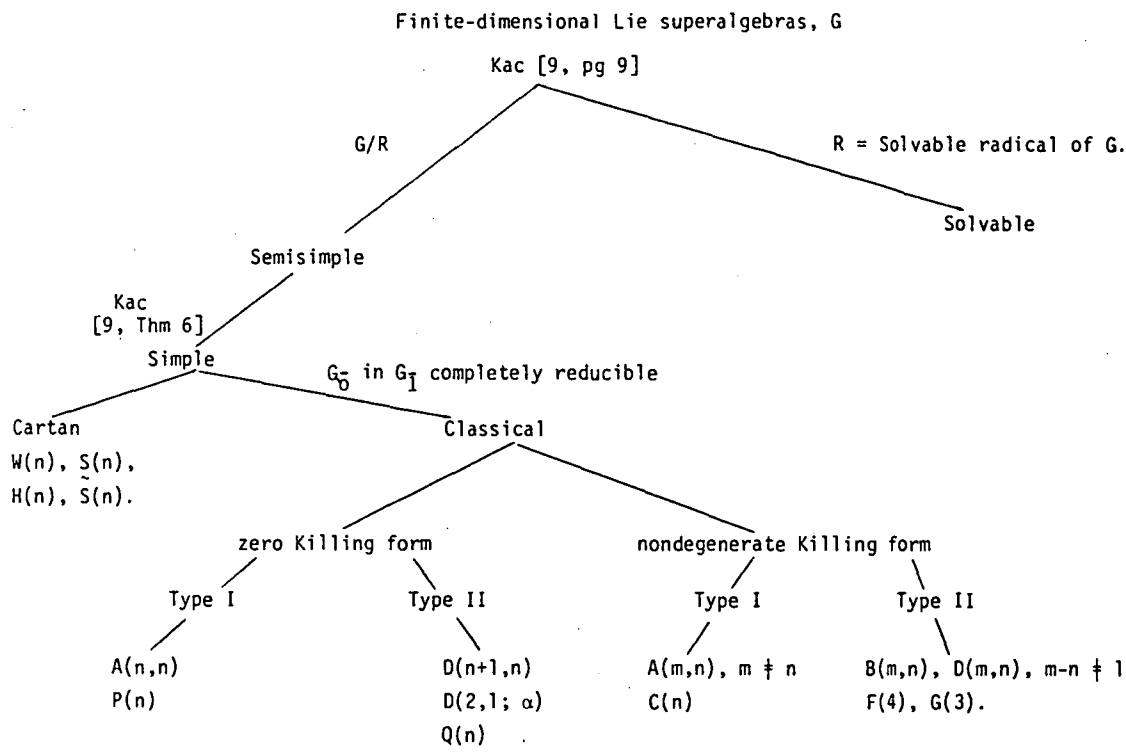 Finite-dimensional Lie superalgebras, G
Kac [9, pg 9]
G/R
R = Solvable radical of G.
Solvable
Semisimple
Kac
[9, Thm 6]
Simple
G_0̄ in G_1̄ completely reducible
Cartan
Classical
W(n), S(n),
H(n), S̃(n).
zero Killing form
nondegenerate Killing form
Type I
Type II
Type I
Type II
A(n,n)
D(n+1,n)
A(m,n), m ≠ n
B(m,n), D(m,n), m-n ≠ 1
P(n)
D(2,1; α)
C(n)
F(4), G(3).
Q(n)